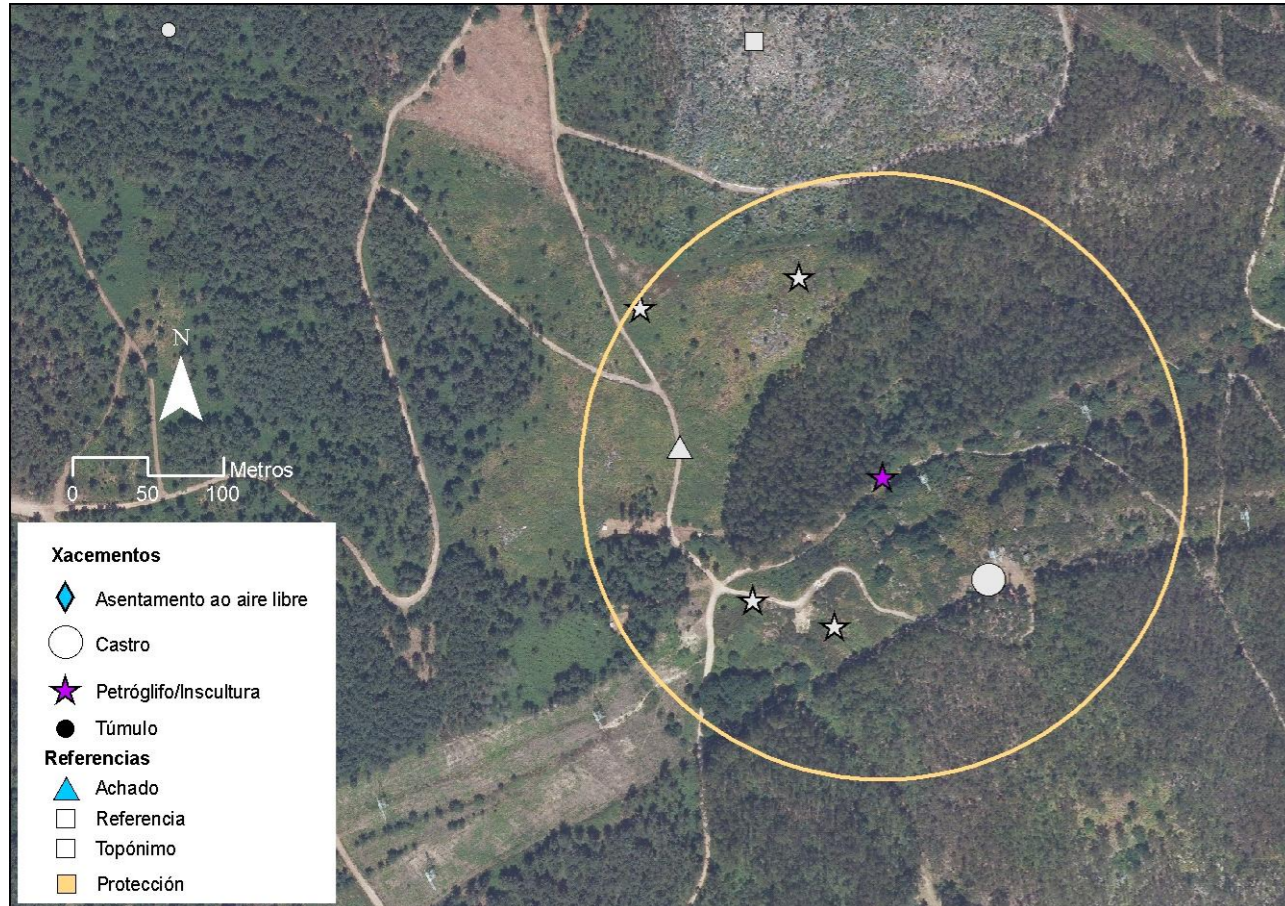 N
Metros
0 50 100
Xacementos
Asentamento ao aire libre
Castro
Petróglifo/Inscultura
Túmulo
Referencias
Achado
Referencia
Topónimo
Protección